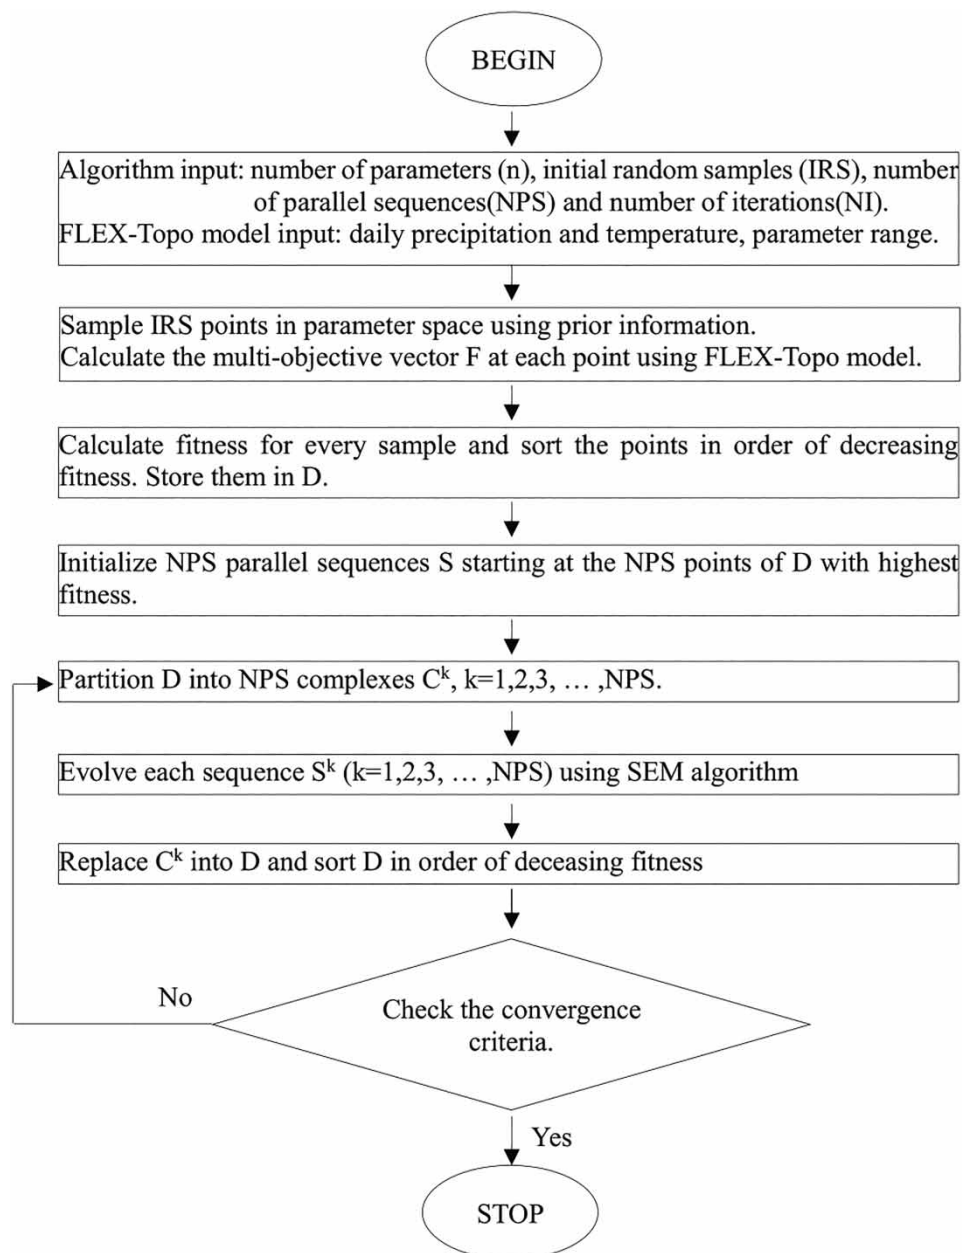 BEGIN
Algorithm input: number of parameters (n), initial random samples (IRS), number
of parallel sequences(NPS) and number of iterations(NI).
FLEX-Topo model input: daily precipitation and temperature, parameter range.
Sample IRS points in parameter space using prior information.
Calculate the multi-objective vector F at each point using FLEX-Topo model.
Calculate fitness for every sample and sort the points in order of decreasing
fitness. Store them in D.
Initialize NPS parallel sequences S starting at the NPS points of D with highest
fitness.
Partition D into NPS complexes Cᵏ, k=1,2,3, … ,NPS.
Evolve each sequence Sᵏ (k=1,2,3, … ,NPS) using SEM algorithm
Replace Cᵏ into D and sort D in order of deceasing fitness
No
Check the convergence
criteria.
Yes
STOP